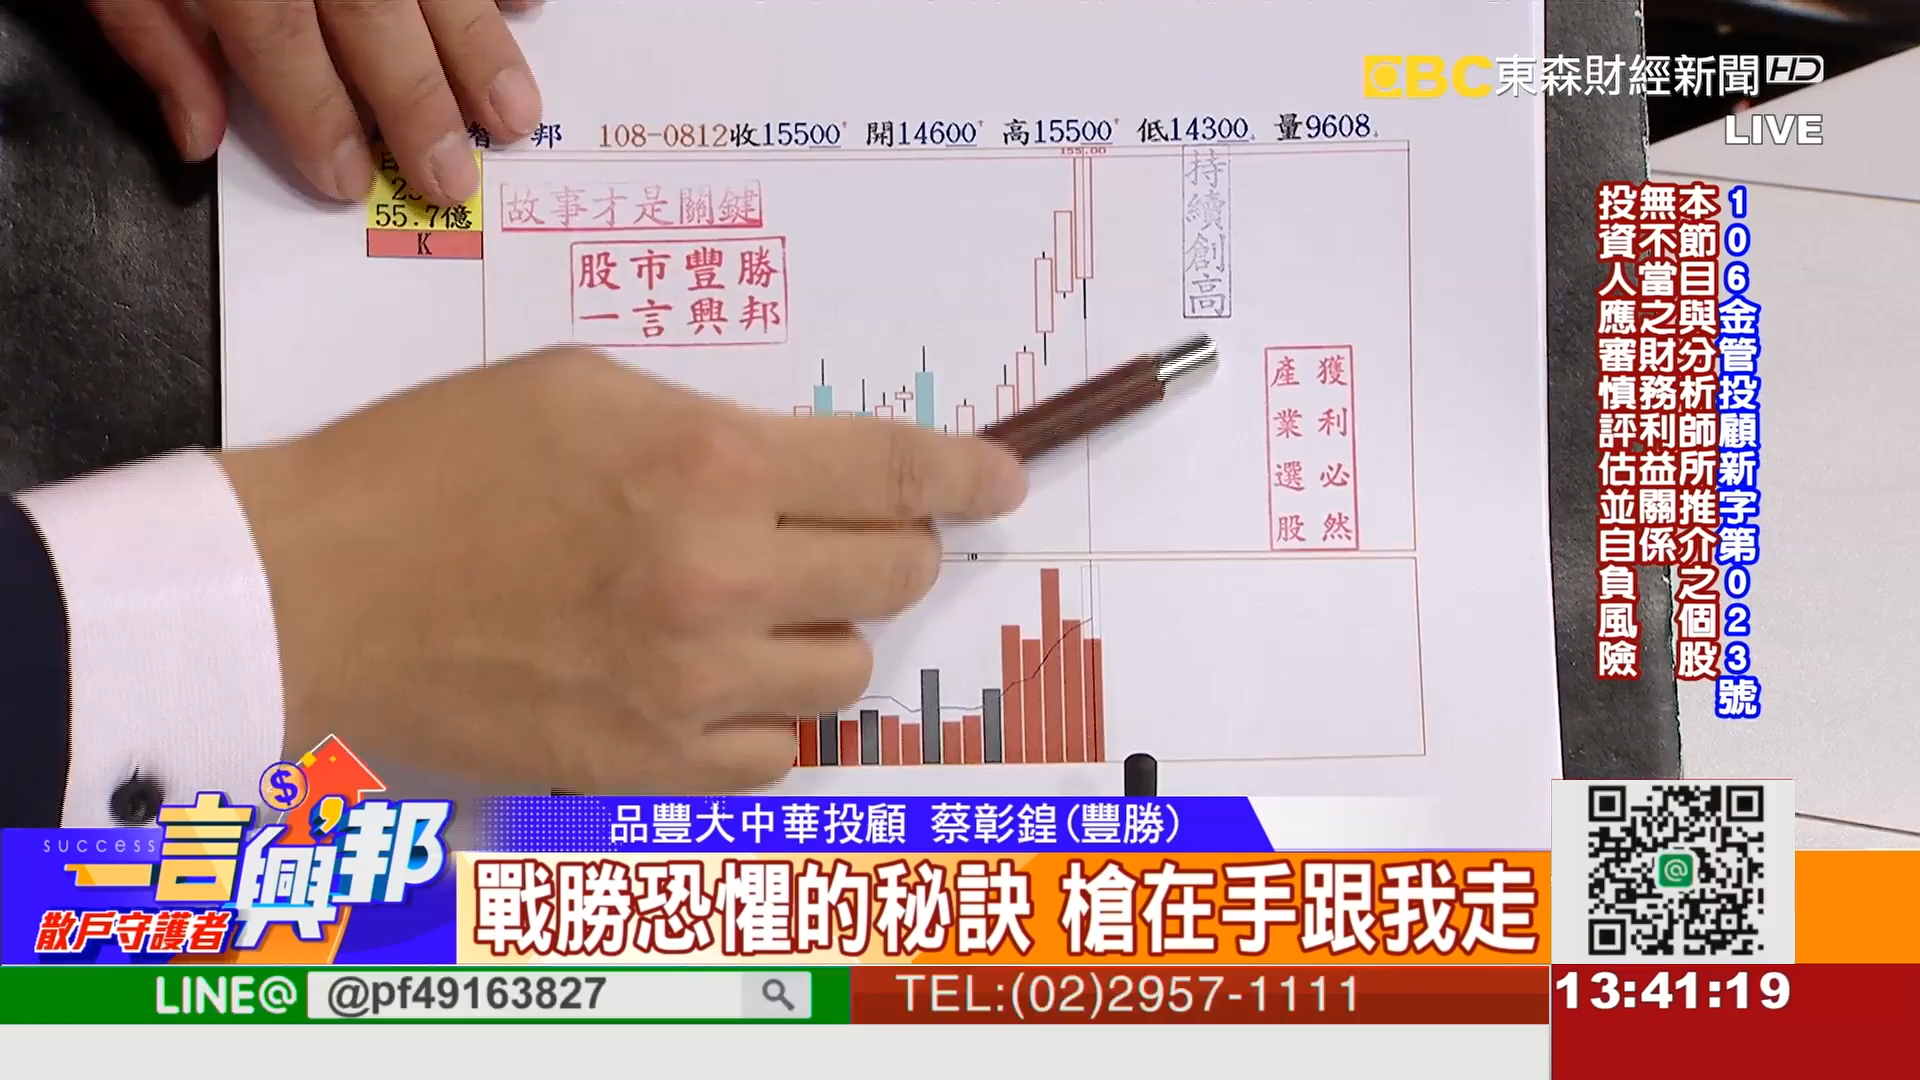 EBC東森財經新聞HD
LIVE
智邦 108-0812收15500 開14600 高15500 低14300 量9608
155.00
55.7億
K
故事才是關鍵
股市豐勝
一言興邦
持續創高
獲利必然
產業選股
106金管投顧新字第023號
本節目與分析師所推介之個股
無不當之財務利益關係
投資人應審慎評估並自負風險
品豐大中華投顧 蔡彰鍠(豐勝)
戰勝恐懼的秘訣 槍在手跟我走
$
success
一言興邦
散戶守護者
LINE@ @pf49163827
TEL:(02)2957-1111
13:41:19